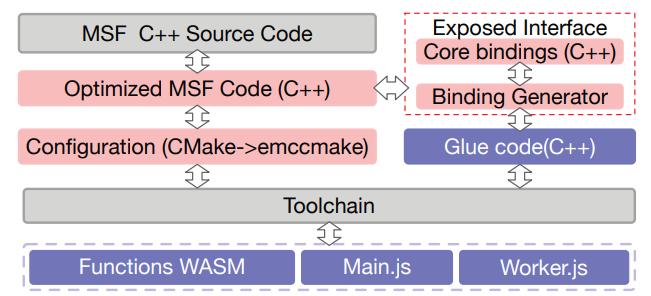 MSF C++ Source Code
Optimized MSF Code (C++)
Configuration (CMake->emccmake)
Exposed Interface
Core bindings (C++)
Binding Generator
Glue code(C++)
Toolchain
Functions WASM
Main.js
Worker.js